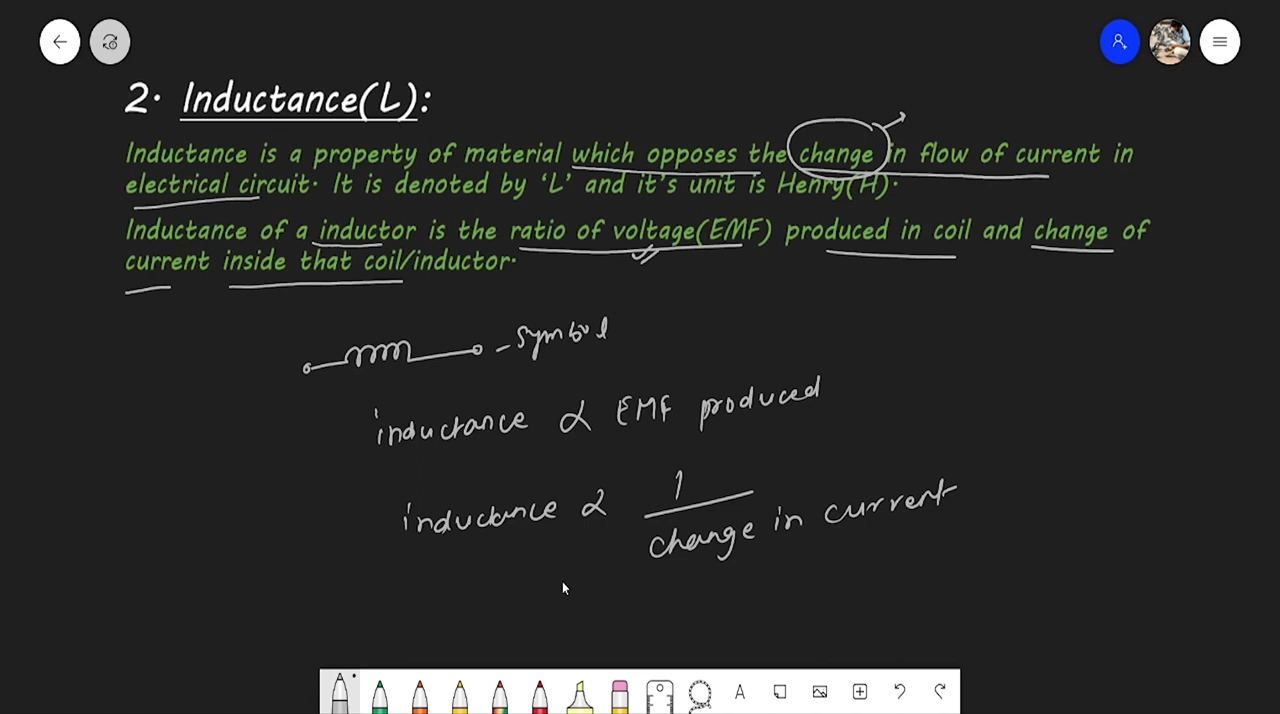 2. Inductance(L):
Inductance is a property of material which opposes the change in flow of current in
electrical circuit. It is denoted by ‘L’ and it's unit is Henry(H).
Inductance of a inductor is the ratio of voltage(EMF) produced in coil and change of
current inside that coil/inductor.
- symbol
inductance ∝ EMF produced
inductance ∝ 1
change in current
A